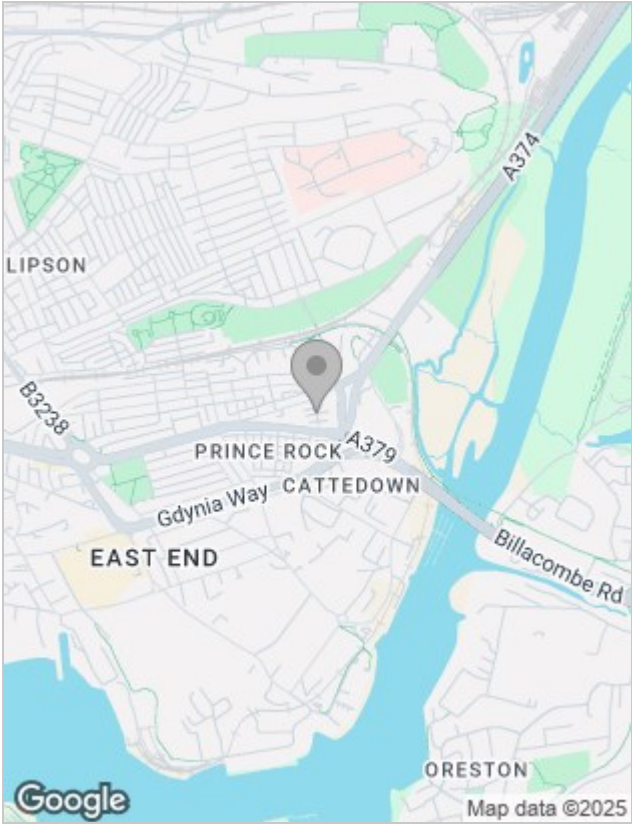 A374
LIPSON
B3238
PRINCE ROCK
A379
CATTEDOWN
Gdynia Way
EAST END
Billacombe Rd
ORESTON
Google
Map data ©2025